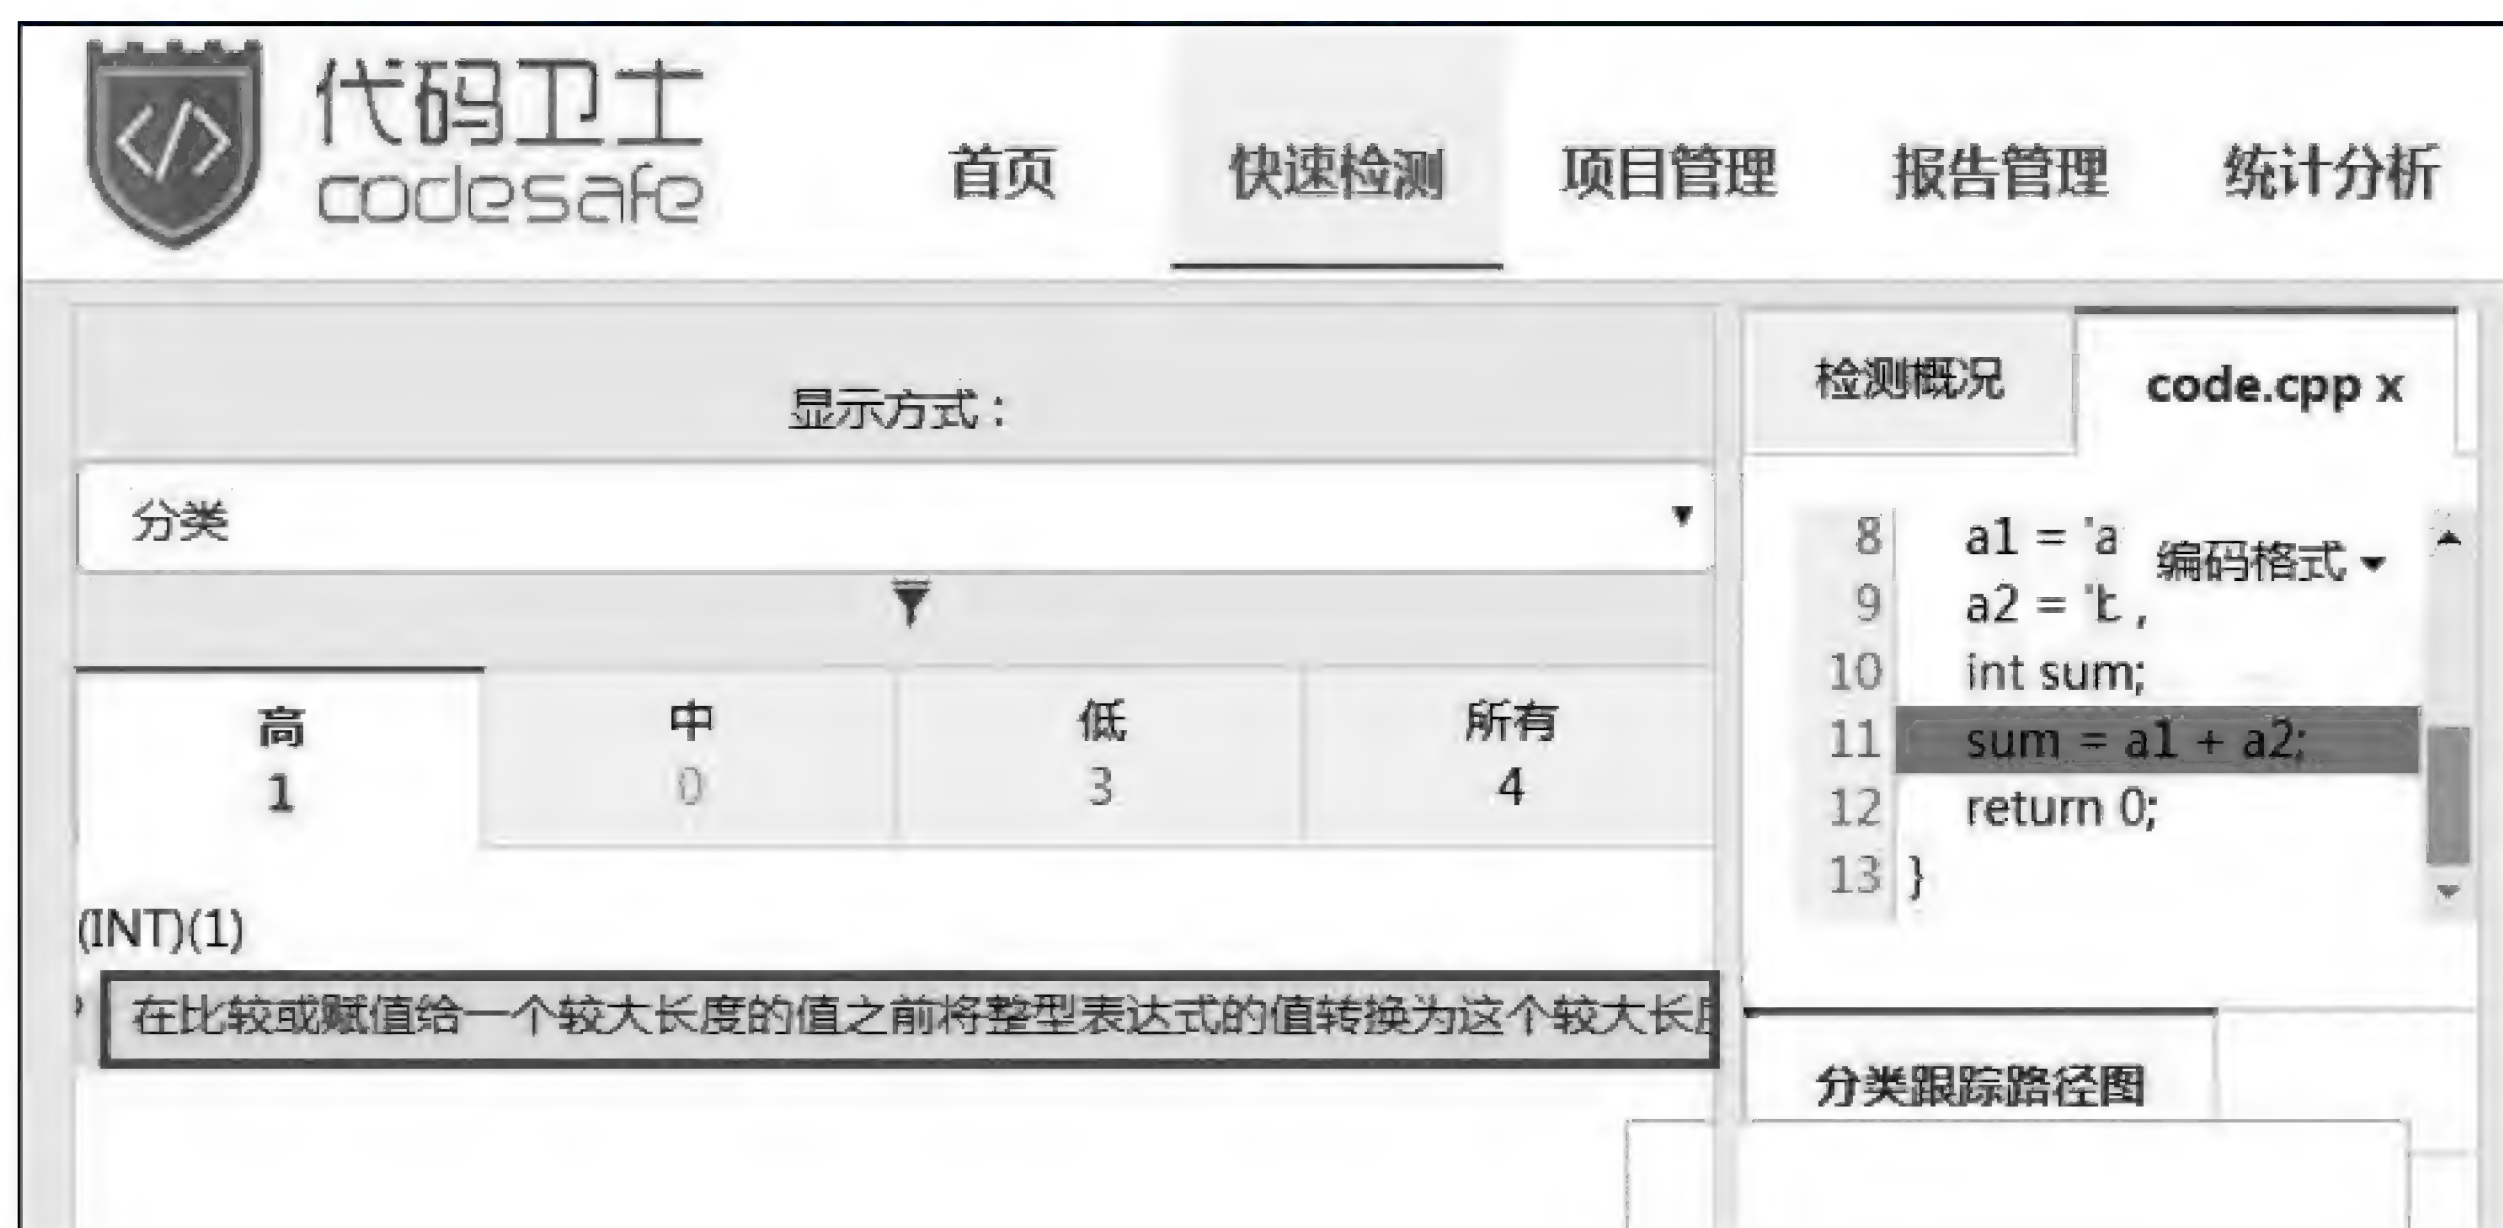 代码卫士
codesafe
首页 快速检测 项目管理 报告管理 统计分析
显示方式：
分类
高 中 低 所有
1 0 3 4
(INT)(1)
在比较或赋值给一个较大长度的值之前将整型表达式的值转换为这个较大长
检测概况 code.cpp x
编码格式
8 a1 = 'a
9 a2 = 'b ,
10 int sum;
11 sum = a1 + a2;
12 return 0;
13 }
分类跟踪路径图